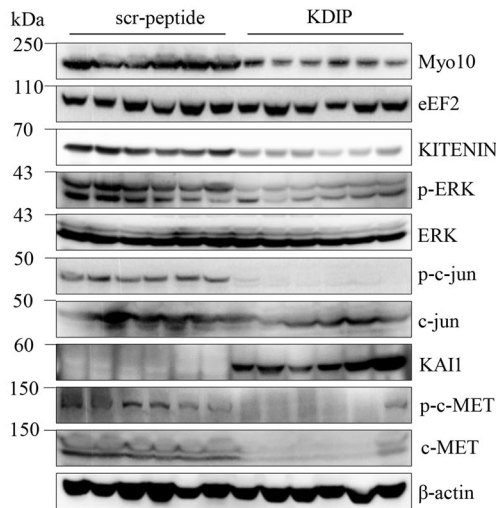 kDa scr-peptide KDIP
250 Myo10
110 eEF2
70 KITENIN
43 p-ERK
43 ERK
50 p-c-jun
50 c-jun
60 KAI1
150 p-c-MET
150 c-MET
β-actin